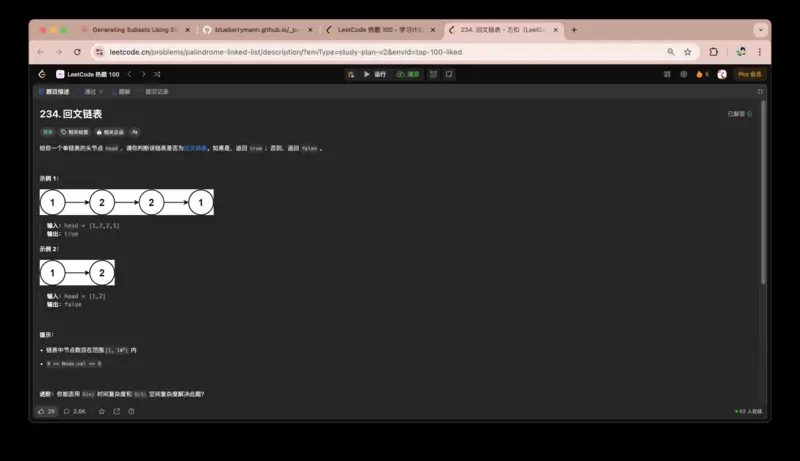 Generating Subsets Using Bi
blueberrymann.github.io/_pa
LeetCode 热题 100 - 学习计划
234. 回文链表 - 力扣（LeetCo
leetcode.cn/problems/palindrome-linked-list/description/?envType=study-plan-v2&envId=top-100-liked
LeetCode 热题 100
运行
提交
5
Plus 会员
题目描述
通过
题解
提交记录
234. 回文链表
已解答
简单
相关标签
相关企业
给你一个单链表的头节点 head ，请你判断该链表是否为回文链表。如果是，返回 true ；否则，返回 false 。
示例 1：
1 2 2 1
输入：head = [1,2,2,1]
输出：true
示例 2：
1 2
输入：head = [1,2]
输出：false
提示：
链表中节点数目在范围[1, 10⁵] 内
0 <= Node.val <= 9
进阶：你能否用 O(n) 时间复杂度和 O(1) 空间复杂度解决此题？
2K
2.6K
62 人在线